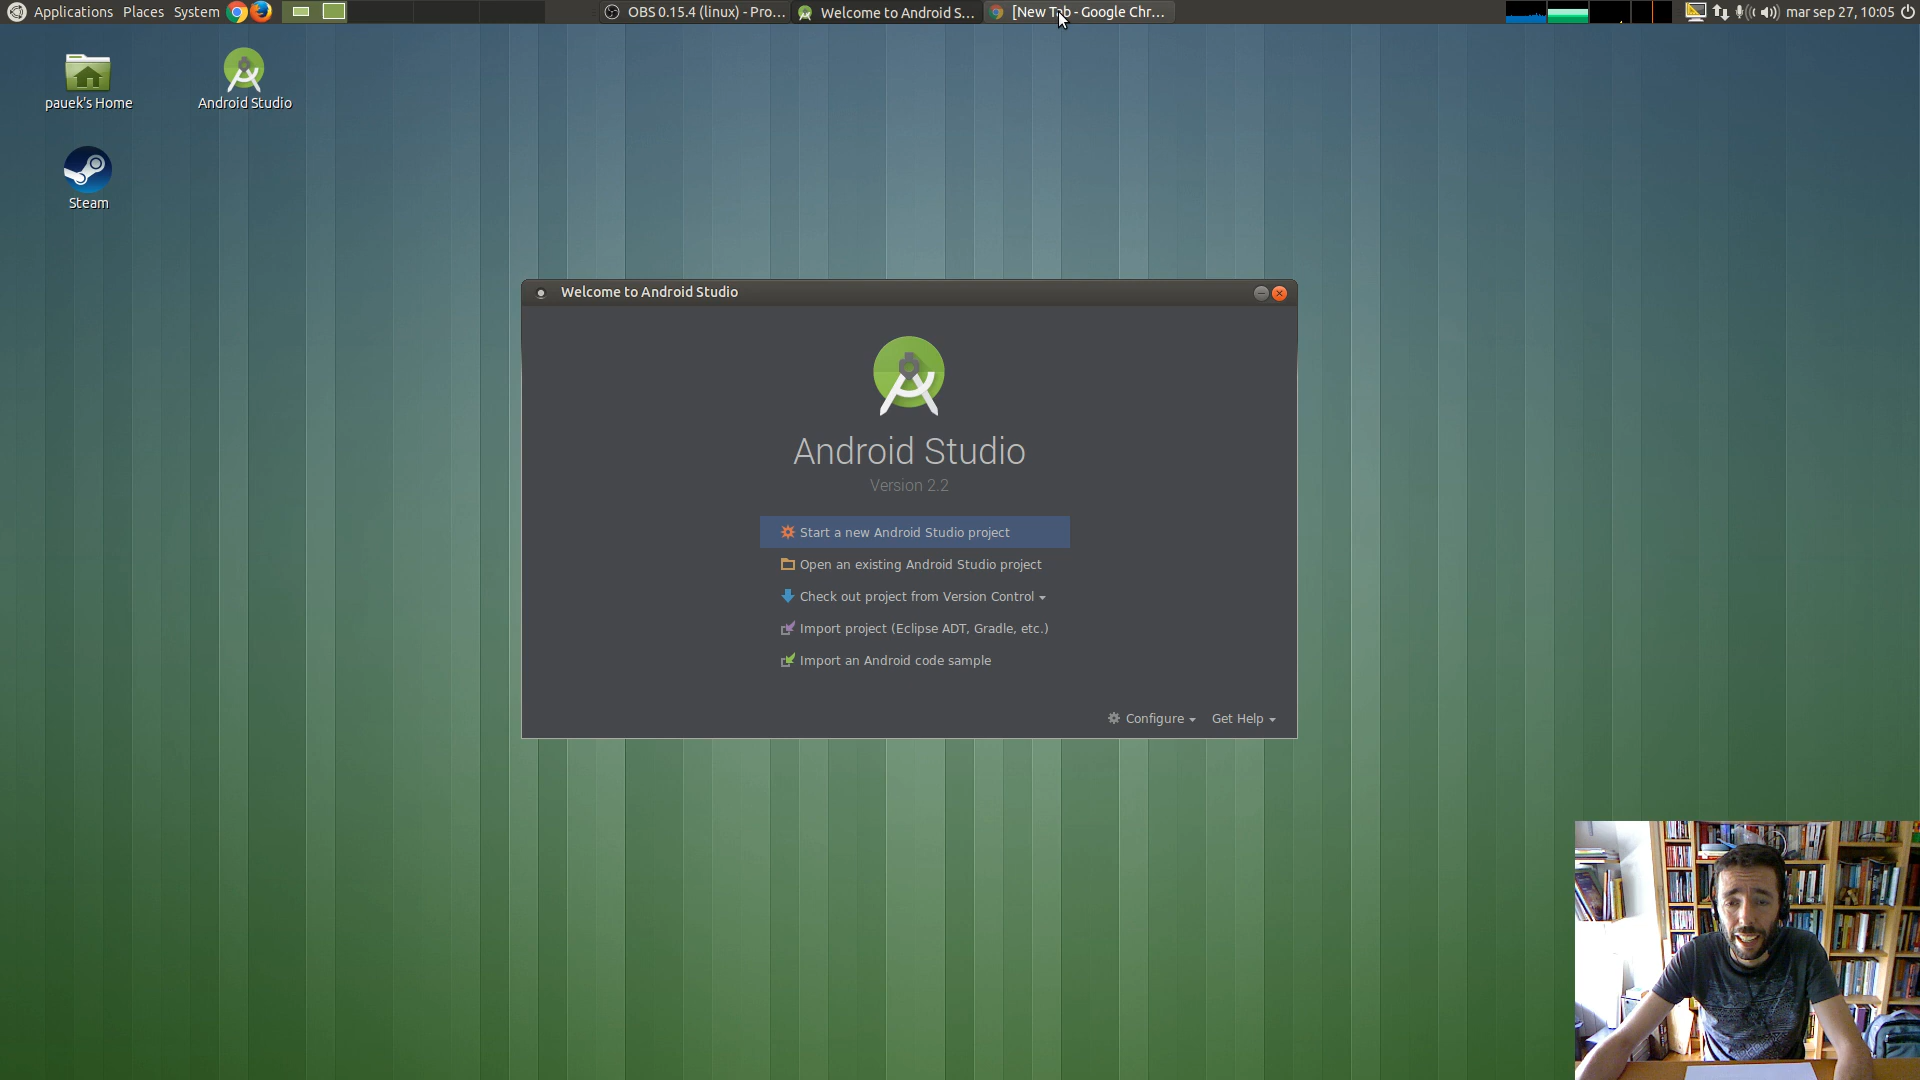 Applications Places System
OBS 0.15.4 (linux) - Pro...
Welcome to Android S...
[New Tab - Google Chr...
mar sep 27, 10:05
pauek's Home
Android Studio
Steam
Welcome to Android Studio
Android Studio
Version 2.2
Start a new Android Studio project
Open an existing Android Studio project
Check out project from Version Control
Import project (Eclipse ADT, Gradle, etc.)
Import an Android code sample
Configure
Get Help